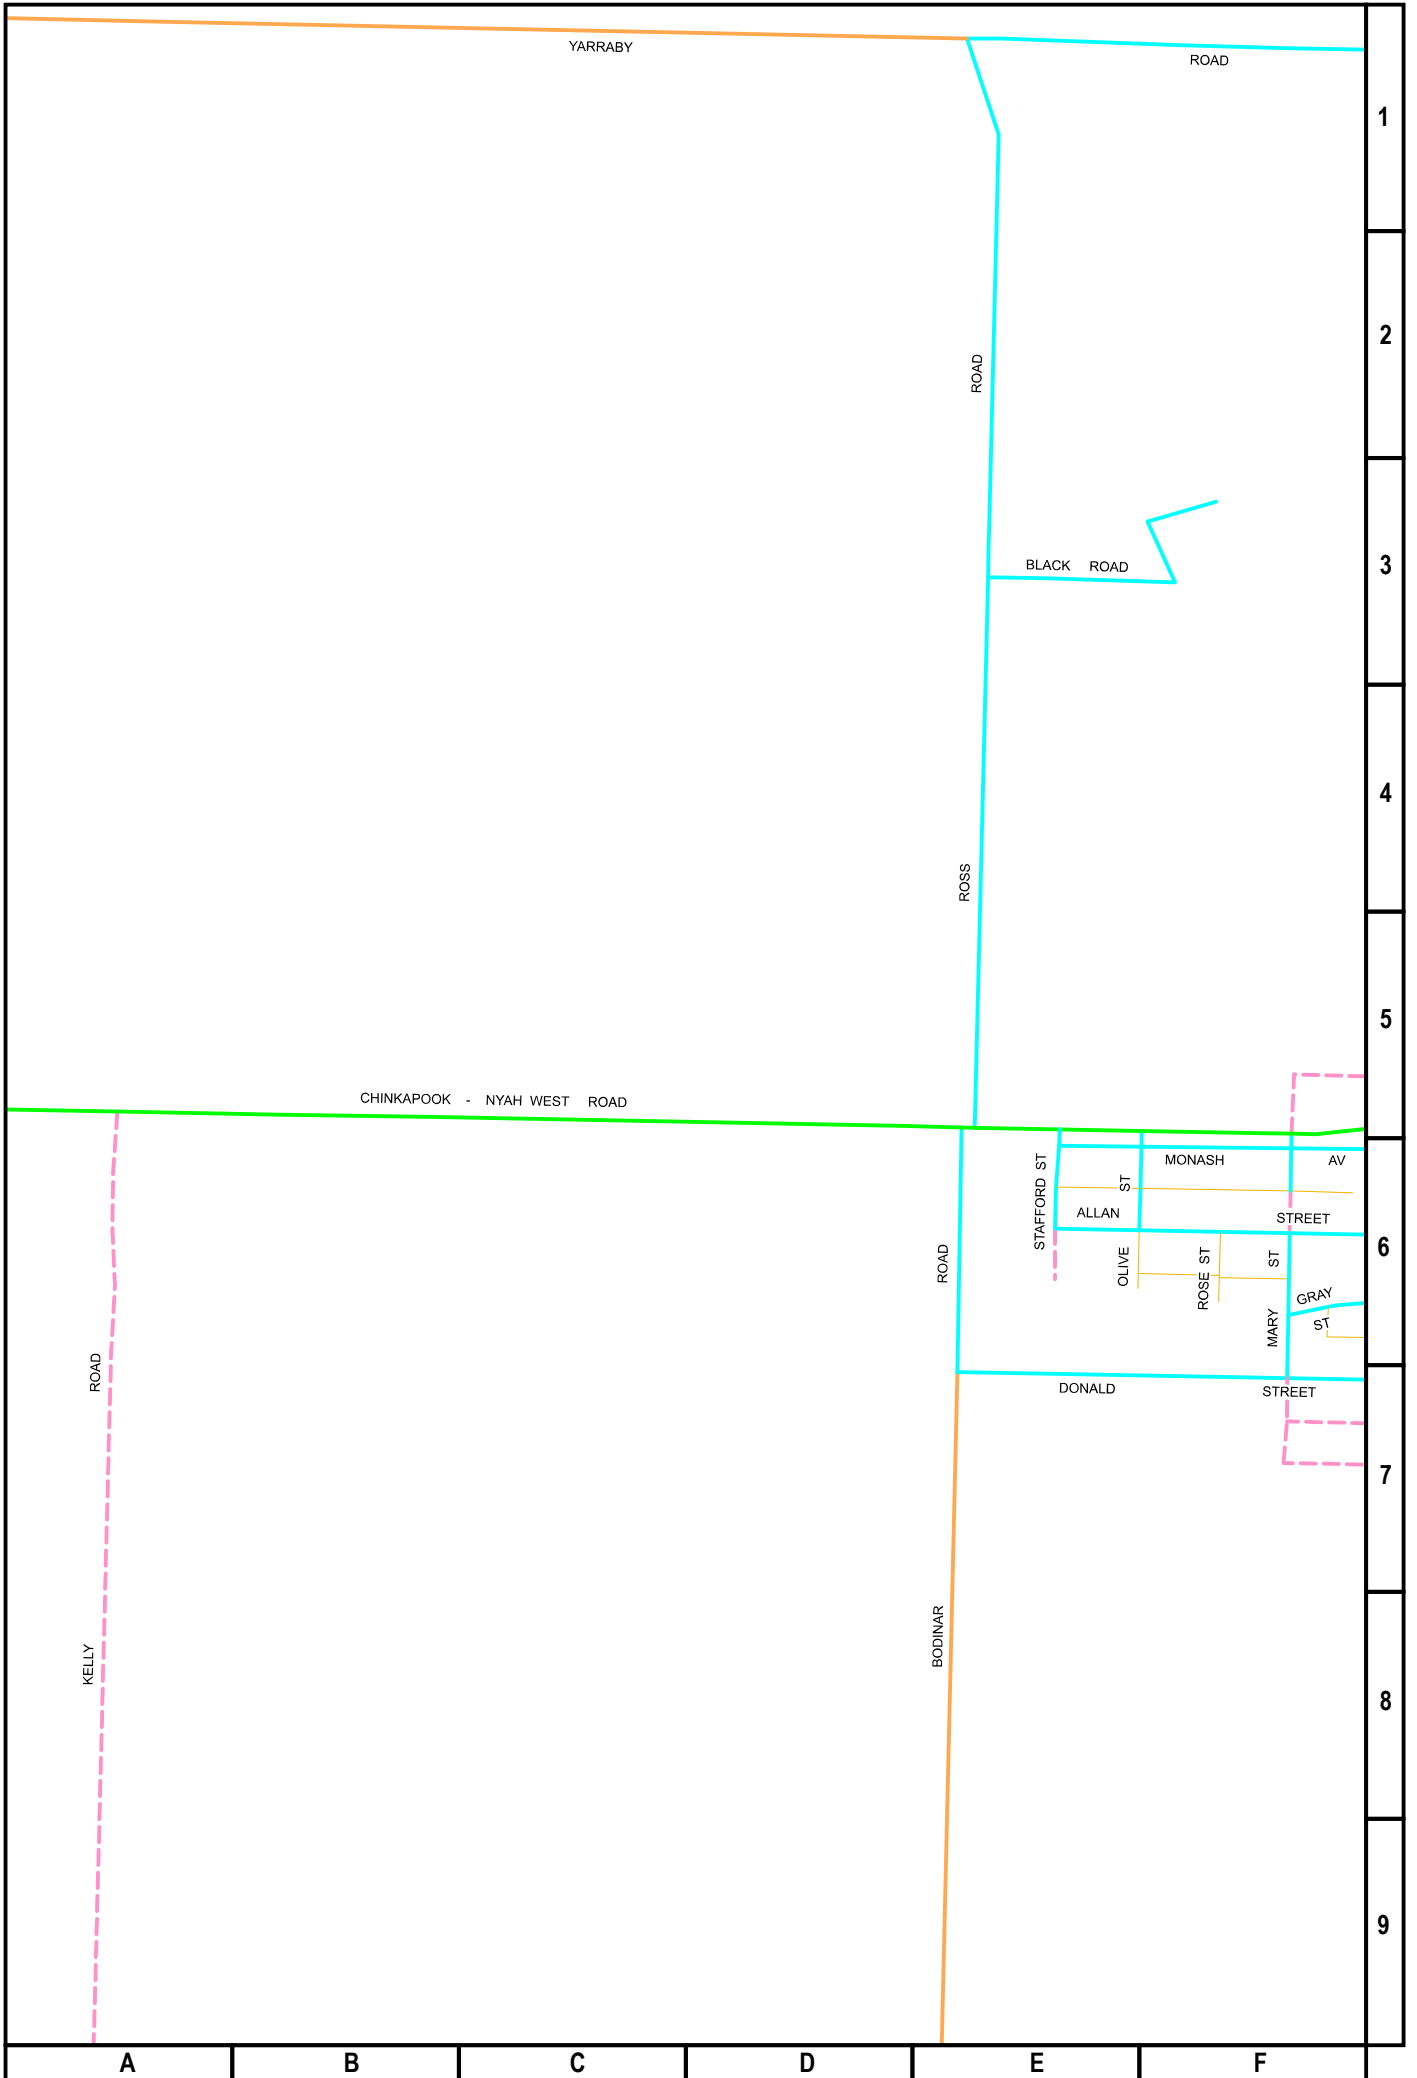 YARRABY
ROAD
1
2
ROAD
3
BLACK ROAD
4
ROSS
5
CHINKAPOOK - NYAH WEST ROAD
MONASH AV
STAFFORD ST
ST
ALLAN STREET
6
ROAD
OLIVE
ROSE ST
ST
GRAY
ST
MARY
ROAD
DONALD STREET
7
BODINAR
KELLY
8
9
A B C D E F